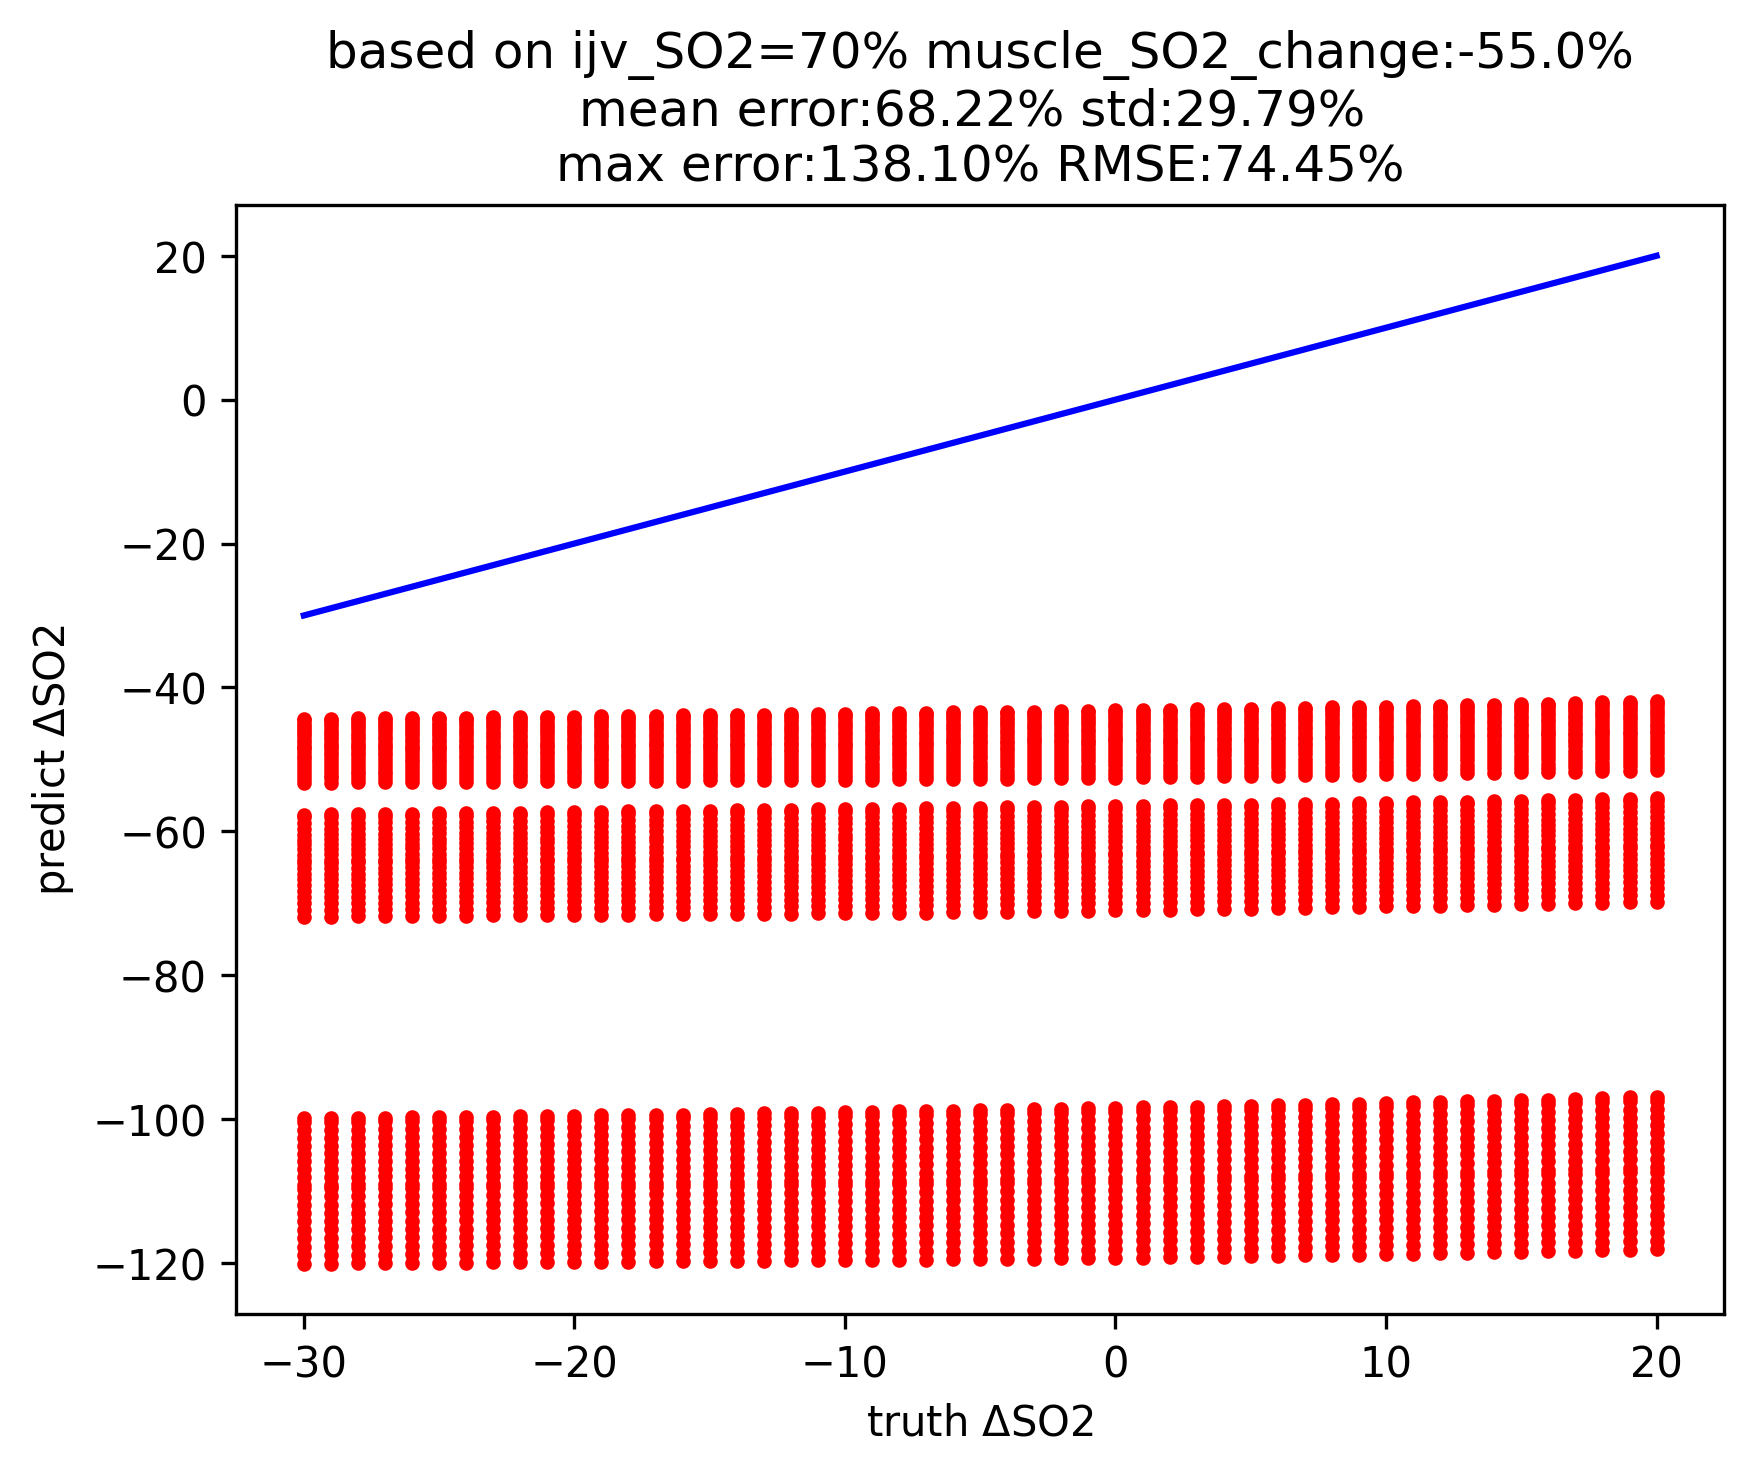 based on ijv_SO2=70% muscle_SO2_change:-55.0%
mean error:68.22% std:29.79%
max error:138.10% RMSE:74.45%
20
0
−20
−40
−60
−80
−100
−120
predict ΔSO2
−30
−20
−10
0
10
20
truth ΔSO2